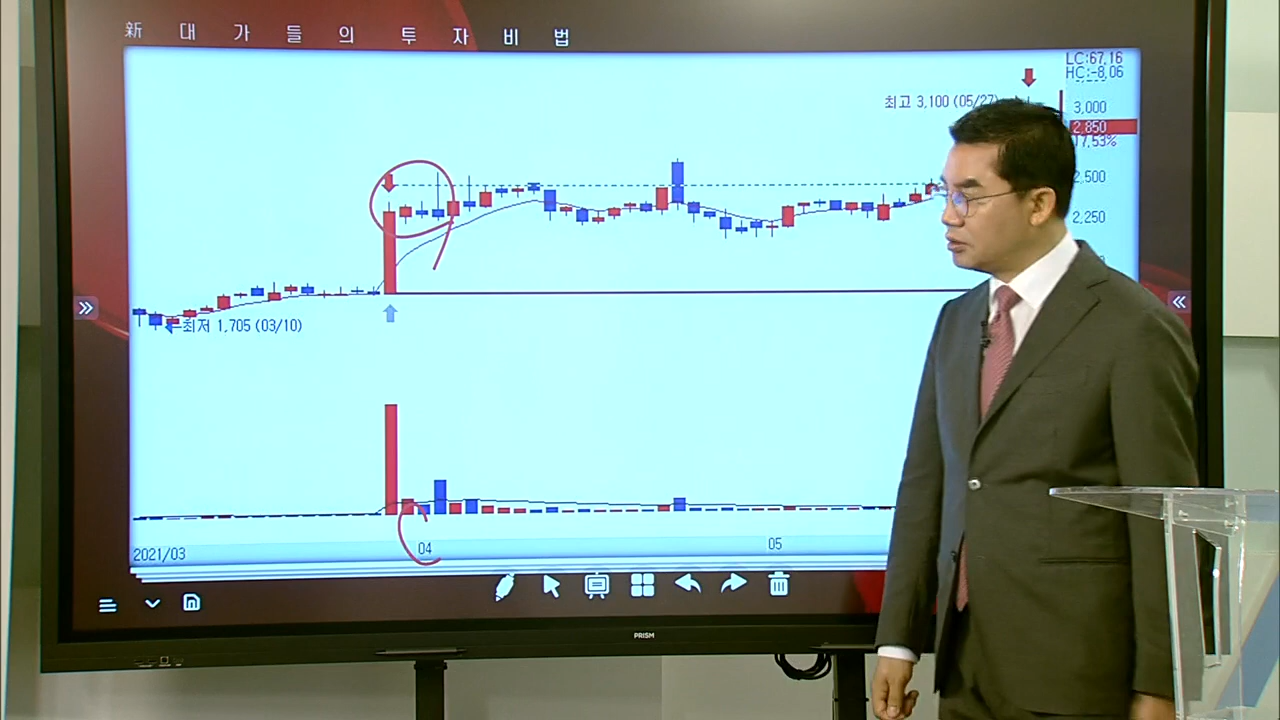 新 대 가 들 의 투 자 비 법
LC:67,16
HC:-8,06
최고 3,100 (05/27)
3,000
2,850
17,53%
2,500
2,250
최저 1,705 (03/10)
2021/03
04
05
PRISM